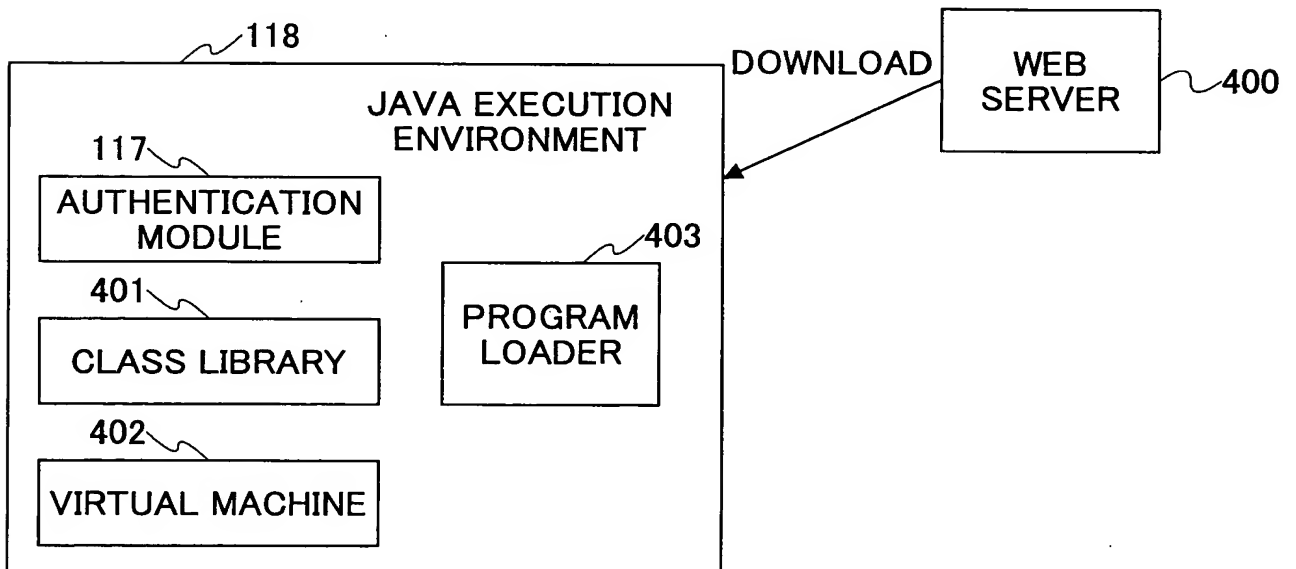 118
DOWNLOAD
WEB
SERVER
400
JAVA EXECUTION
ENVIRONMENT
117
AUTHENTICATION
MODULE
403
PROGRAM
LOADER
401
CLASS LIBRARY
402
VIRTUAL MACHINE